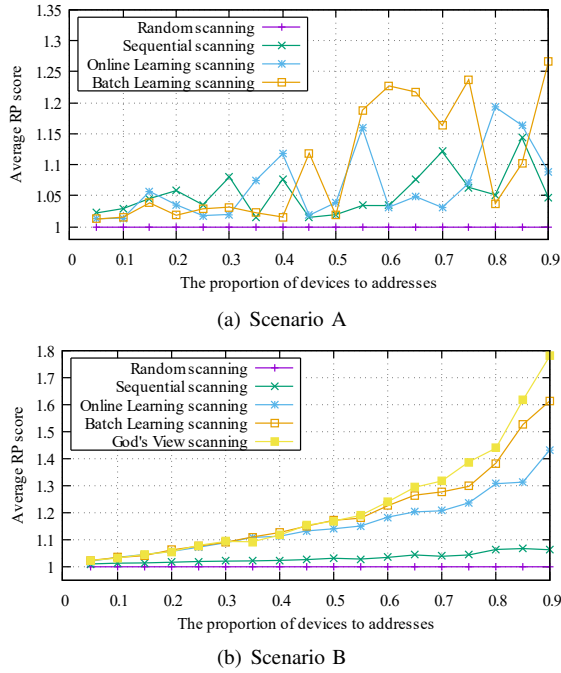 1.35
1.3
1.25
1.2
1.15
1.1
1.05
1
Average RP score
Random scanning
Sequential scanning
Online Learning scanning
Batch Learning scanning
0 0.1 0.2 0.3 0.4 0.5 0.6 0.7 0.8 0.9
The proportion of devices to addresses
(a) Scenario A
1.8
1.7
1.6
1.5
1.4
1.3
1.2
1.1
1
Average RP score
Random scanning
Sequential scanning
Online Learning scanning
Batch Learning scanning
God's View scanning
0 0.1 0.2 0.3 0.4 0.5 0.6 0.7 0.8 0.9
The proportion of devices to addresses
(b) Scenario B